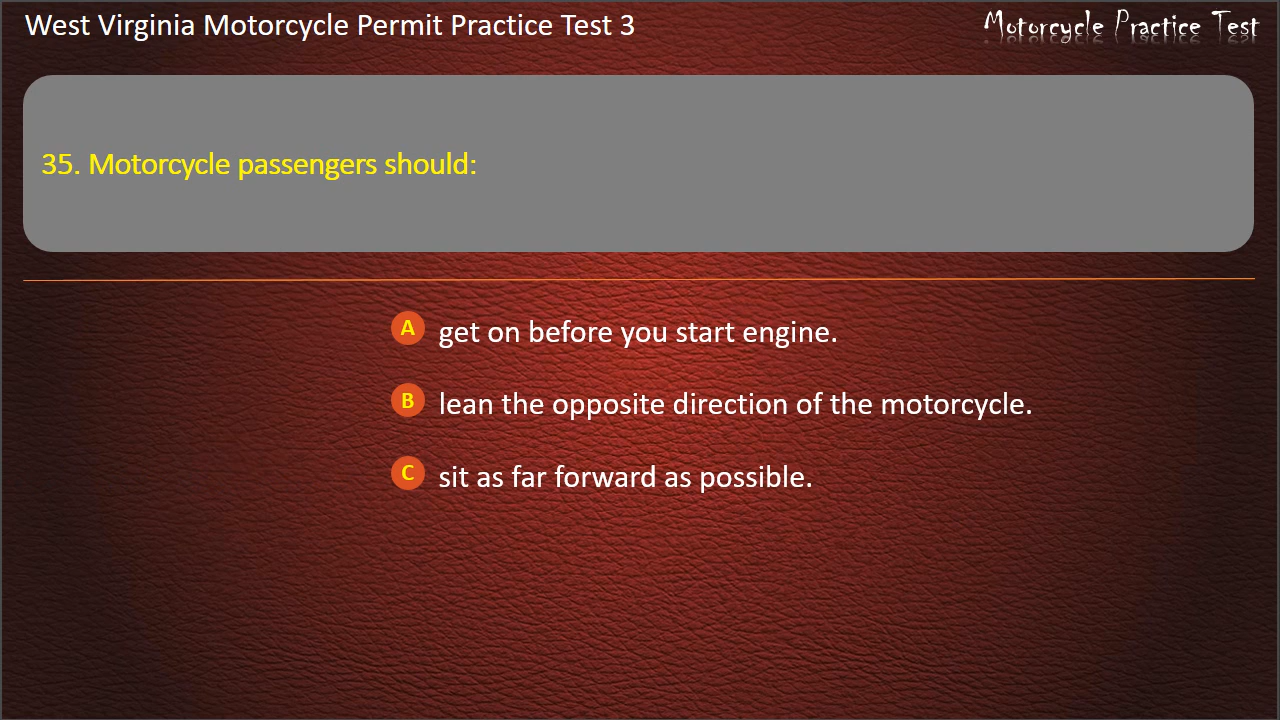 West Virginia Motorcycle Permit Practice Test 3
Motorcycle Practice Test
35. Motorcycle passengers should:
A get on before you start engine.
B lean the opposite direction of the motorcycle.
C sit as far forward as possible.